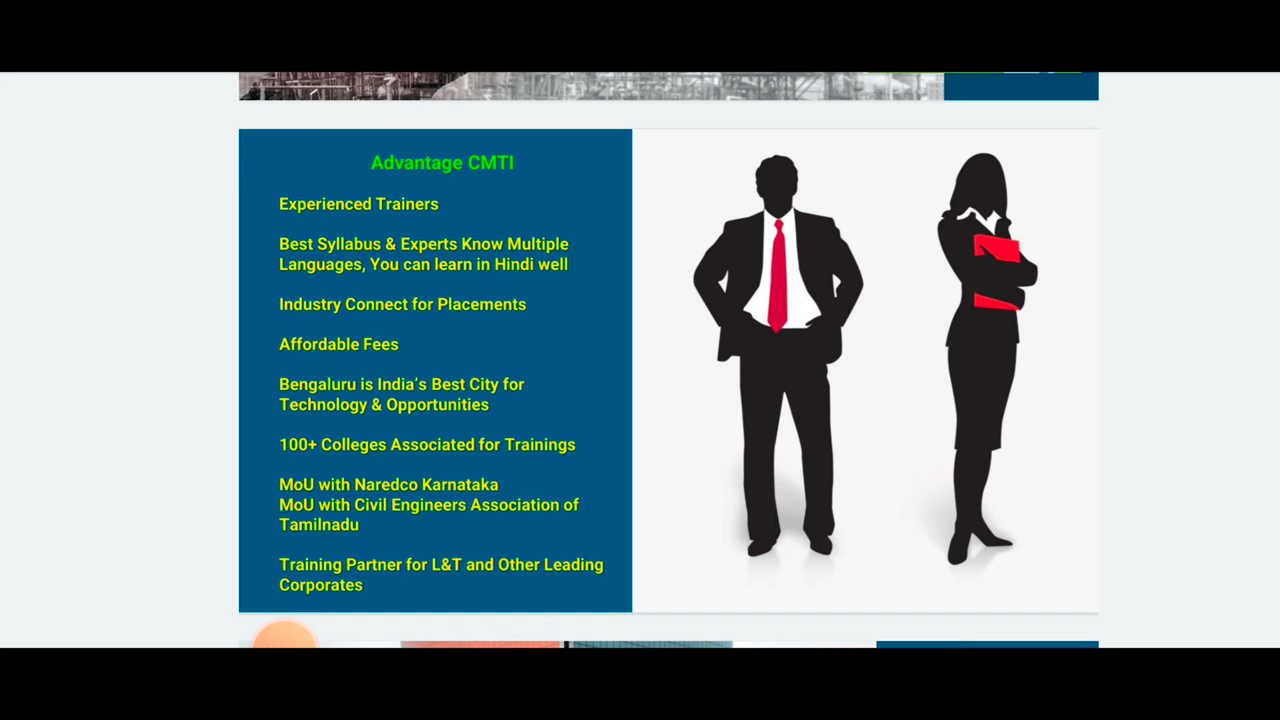 Advantage CMTI
Experienced Trainers
Best Syllabus & Experts Know Multiple
Languages, You can learn in Hindi well
Industry Connect for Placements
Affordable Fees
Bengaluru is India's Best City for
Technology & Opportunities
100+ Colleges Associated for Trainings
MoU with Naredco Karnataka
MoU with Civil Engineers Association of
Tamilnadu
Training Partner for L&T and Other Leading
Corporates